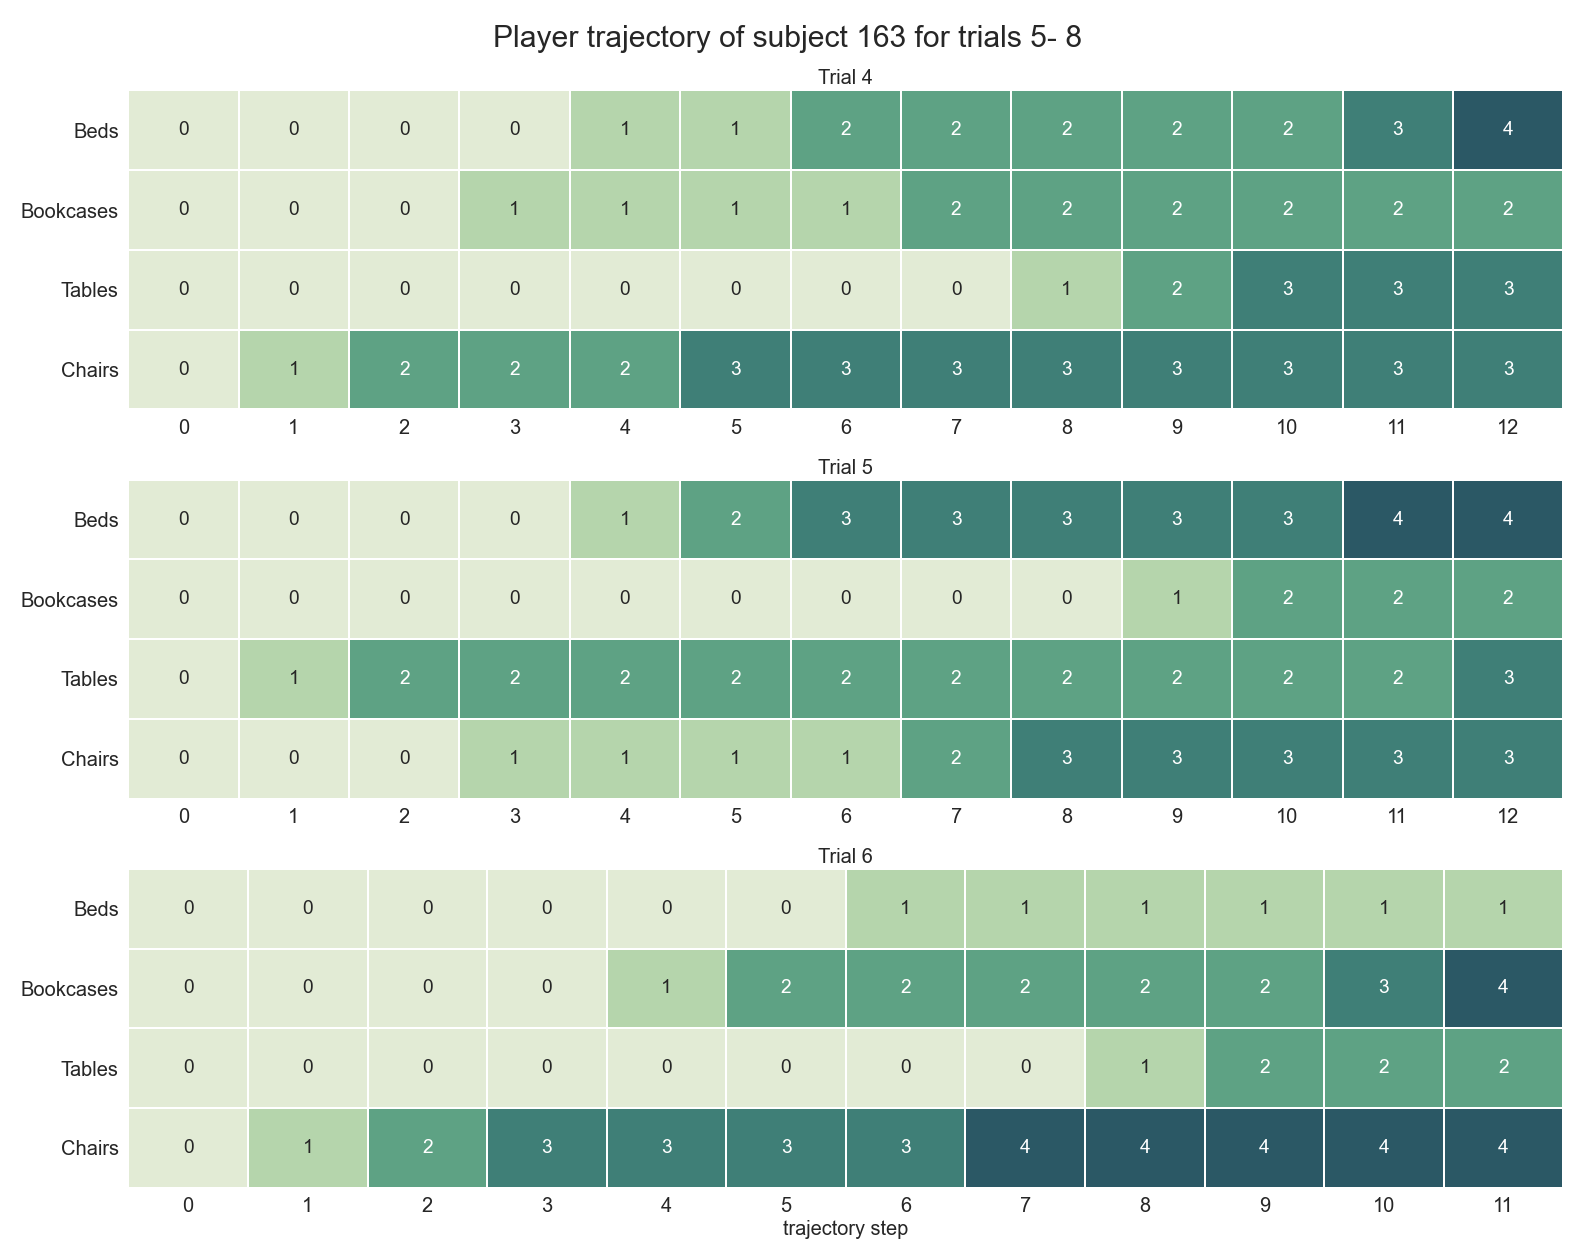 Player trajectory of subject 163 for trials 5- 8
Trial 4
Beds 0 0 0 0 1 1 2 2 2 2 2 3 4
Bookcases 0 0 0 1 1 1 1 2 2 2 2 2 2
Tables 0 0 0 0 0 0 0 0 1 2 3 3 3
Chairs 0 1 2 2 2 3 3 3 3 3 3 3 3
0 1 2 3 4 5 6 7 8 9 10 11 12
Trial 5
Beds 0 0 0 0 1 2 3 3 3 3 3 4 4
Bookcases 0 0 0 0 0 0 0 0 0 1 2 2 2
Tables 0 1 2 2 2 2 2 2 2 2 2 2 3
Chairs 0 0 0 1 1 1 1 2 3 3 3 3 3
0 1 2 3 4 5 6 7 8 9 10 11 12
Trial 6
Beds 0 0 0 0 0 0 1 1 1 1 1 1
Bookcases 0 0 0 0 1 2 2 2 2 2 3 4
Tables 0 0 0 0 0 0 0 0 1 2 2 2
Chairs 0 1 2 3 3 3 3 4 4 4 4 4
0 1 2 3 4 5 6 7 8 9 10 11
trajectory step